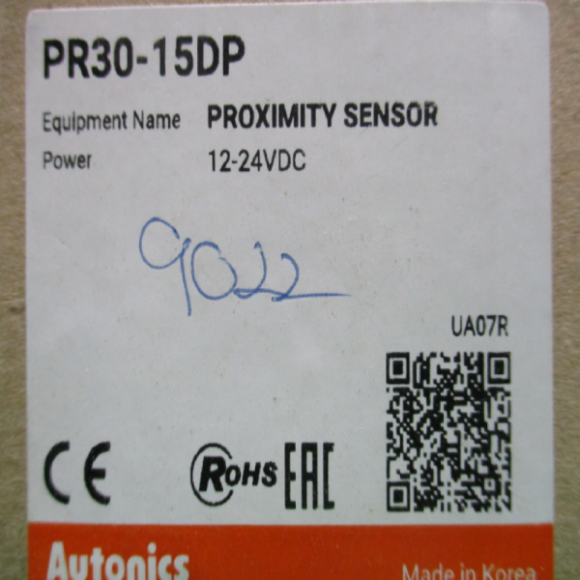 PR30-15DP
Equipment Name PROXIMITY SENSOR
Power 12-24VDC
9022
UA07R
CE RoHS EAC
Autonics Made in Korea